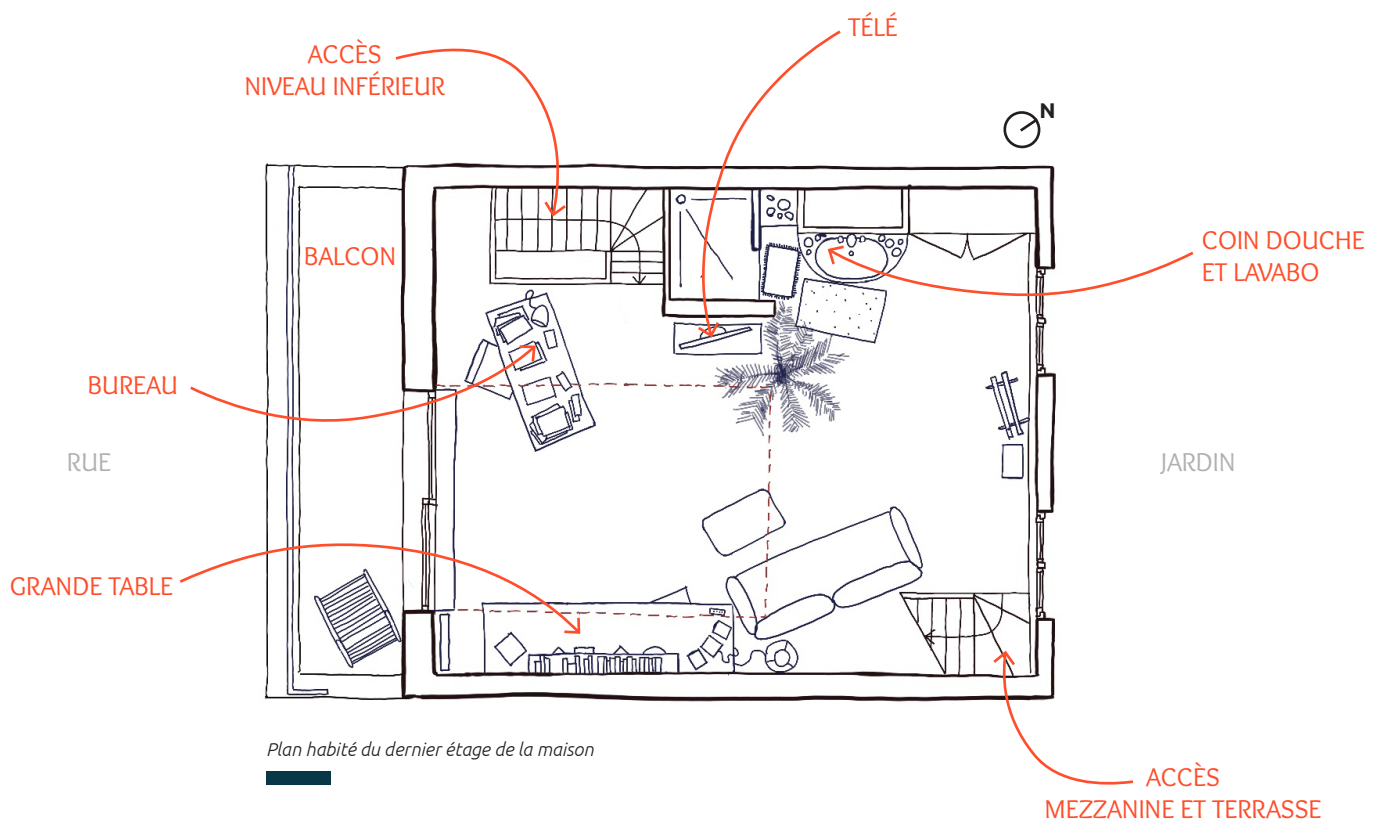 TÉLÉ
ACCÈS
NIVEAU INFÉRIEUR
N
BALCON
COIN DOUCHE
ET LAVABO
BUREAU
RUE
JARDIN
GRANDE TABLE
Plan habité du dernier étage de la maison
ACCÈS
MEZZANINE ET TERRASSE